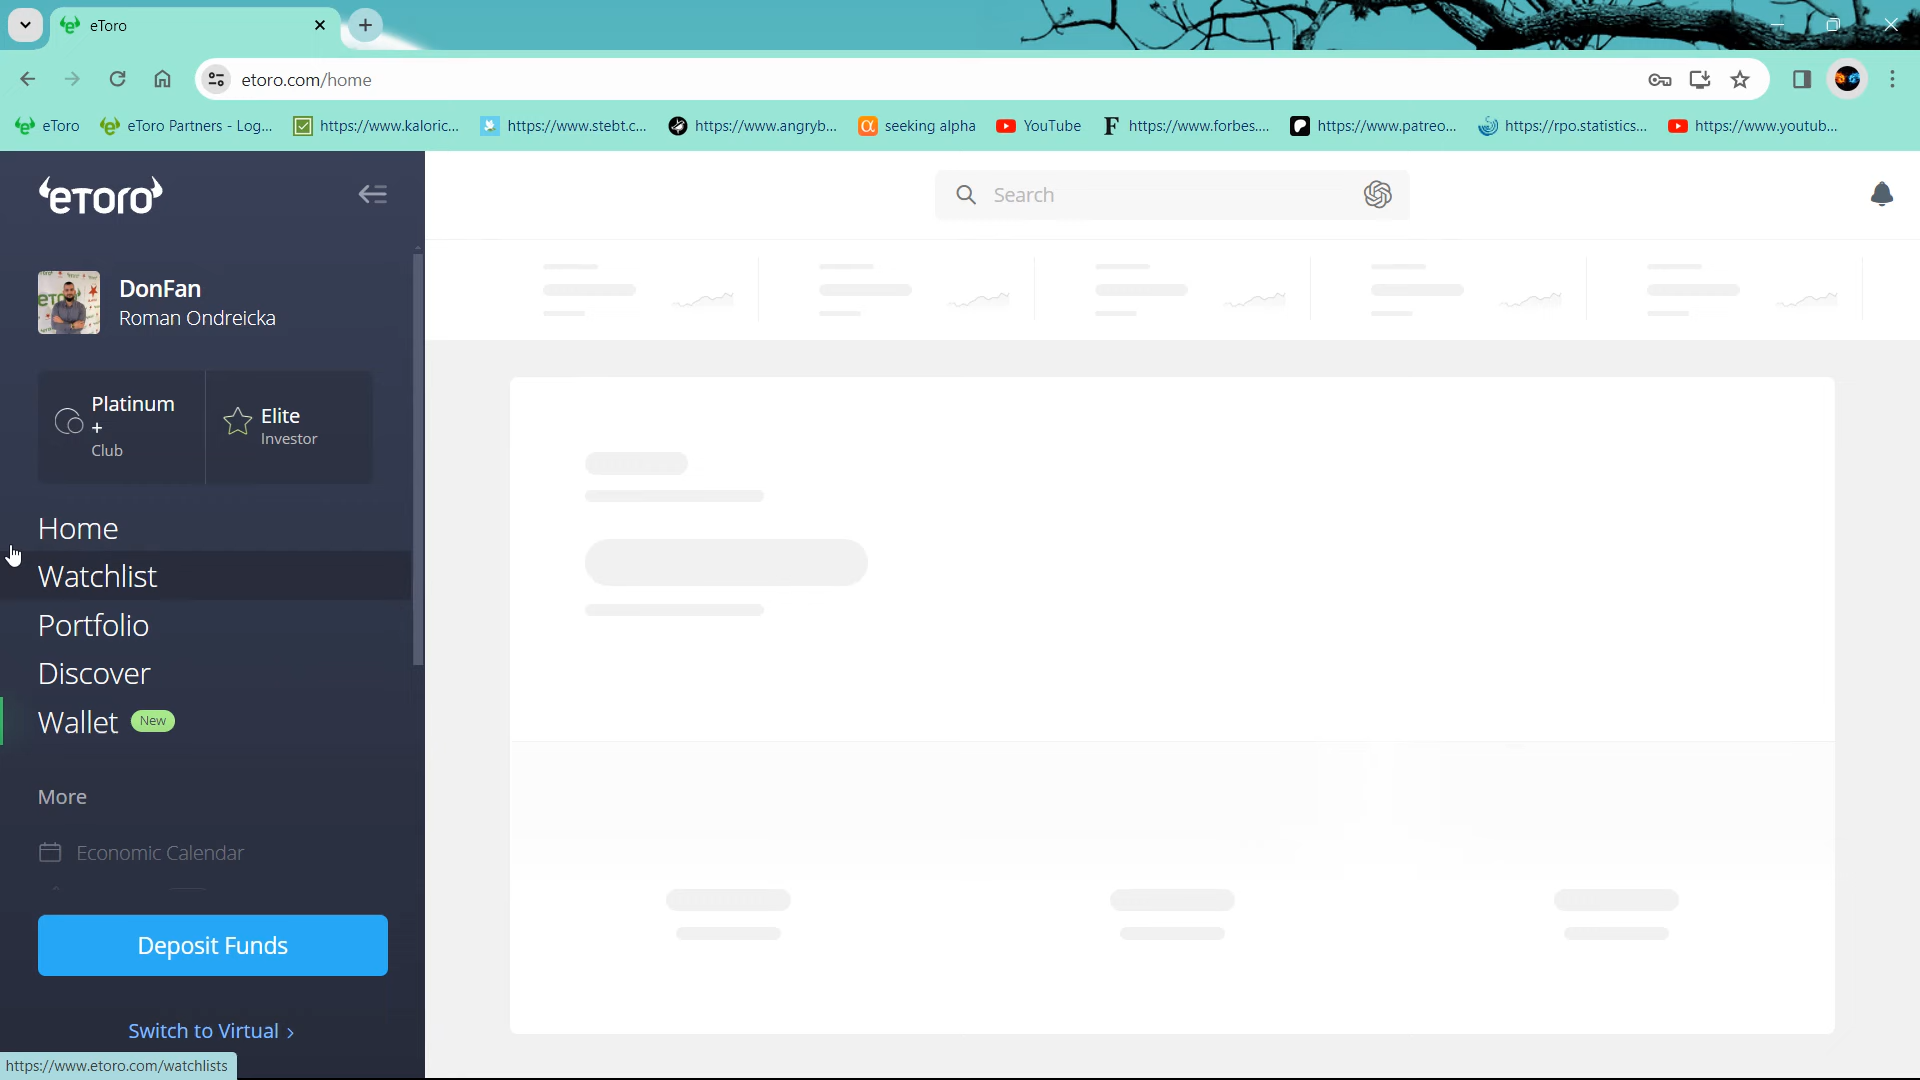 eToro
etoro.com/home
eToro
eToro Partners - Log...
https://www.kaloric...
https://www.stebt.c...
https://www.angryb...
seeking alpha
YouTube
https://www.forbes....
https://www.patreo...
https://rpo.statistics...
https://www.youtub...
eToro
Search
DonFan
Roman Ondreicka
Platinum
+
Club
Elite
Investor
Home
Watchlist
Portfolio
Discover
Wallet New
More
Economic Calendar
Deposit Funds
Switch to Virtual >
https://www.etoro.com/watchlists